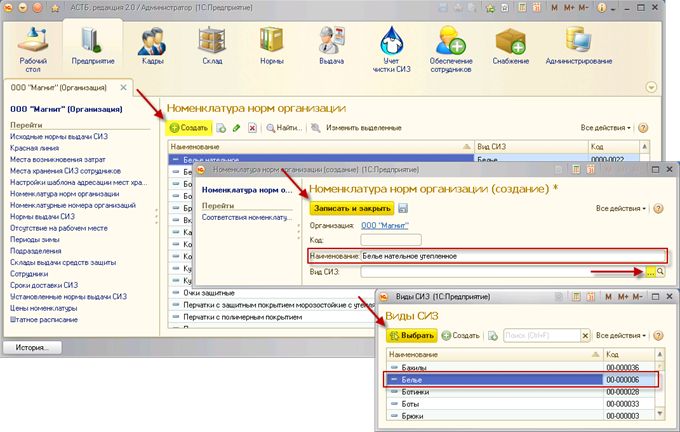 АСТБ, редакция 2.0 / Администратор (1С:Предприятие)
M M+ M-
Рабочий стол
Предприятие
Кадры
Склад
Нормы
Выдача
Учет чистки СИЗ
Обеспечение сотрудников
Снабжение
Администрирование
ООО "Магнит" (Организация)
ООО "Магнит" (Организация)
Перейти
Исходные нормы выдачи СИЗ
Красная линия
Места возникновения затрат
Места хранения СИЗ сотрудников
Настройки шаблона адресации мест хра...
Номенклатура норм организации
Номенклатурные номера организаций
Нормы выдачи СИЗ
Отсутствие на рабочем месте
Периоды зимы
Подразделения
Склады выдачи средств защиты
Сотрудники
Сроки доставки СИЗ
Установленные нормы выдачи СИЗ
Цены номенклатуры
Штатное расписание
История...
Номенклатура норм организации
Создать
Найти...
Изменить выделенные
Все действия
Наименование
Вид СИЗ
Код
Белье нательное
Белье
0000-0022
Очки защитные
Перчатки с защитным покрытием морозостойкие с утепл
Перчатки с полимерным покрытием
Номенклатура норм организации (создание) (1С:Предприятие)
M M+ M-
Номенклатура норм о...
Перейти
Соответствия номенклату...
Номенклатура норм организации (создание) *
Записать и закрыть
Все действия
Организация:
ООО "Магнит"
Код:
Наименование:
Белье нательное утепленное
Вид СИЗ:
...
Виды СИЗ (1С:Предприятие)
M M+ M-
Виды СИЗ
Выбрать
Создать
Поиск (Ctrl+F)
Все действия
Наименование
Код
Бахилы
00-000036
Белье
00-000006
Ботинки
00-000028
Боты
00-000033
Брюки
00-000003